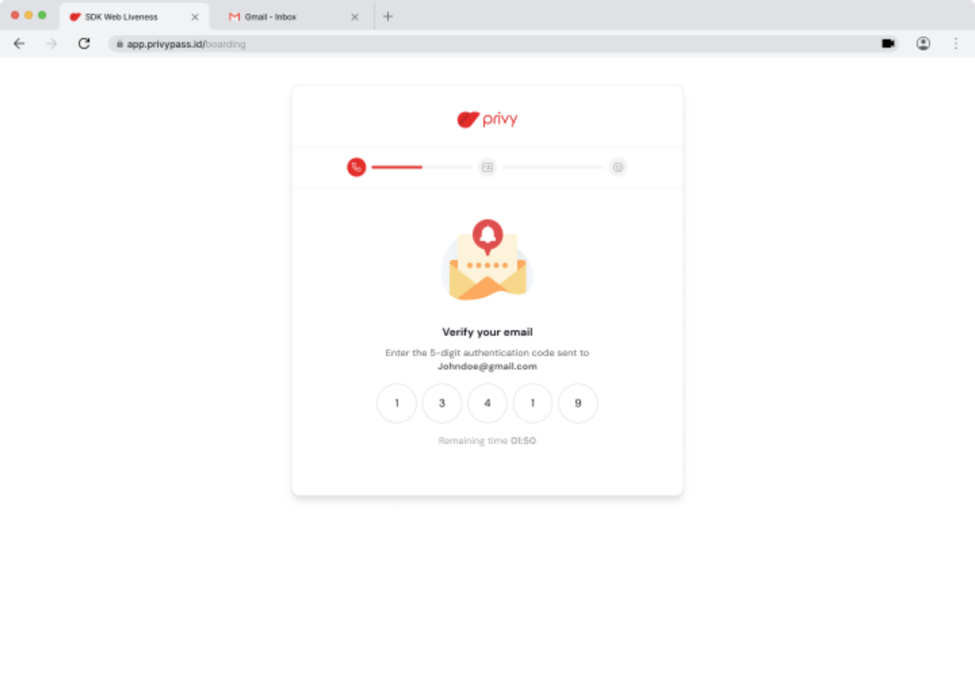 SDK Web Liveness
Gmail - Inbox
app.privypass.id/boarding
privy
Verify your email
Enter the 5-digit authentication code sent to
Johndoe@gmail.com
1 3 4 1 9
Remaining time 01:50